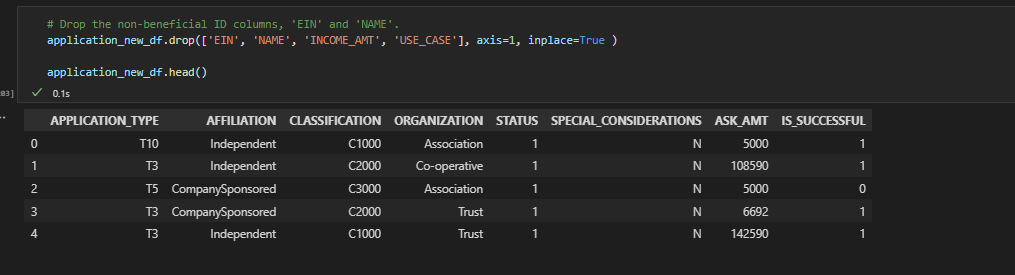 # Drop the non-beneficial ID columns, 'EIN' and 'NAME'.
application_new_df.drop(['EIN', 'NAME', 'INCOME_AMT', 'USE_CASE'], axis=1, inplace=True )
application_new_df.head()
03] 0.1s
APPLICATION_TYPE AFFILIATION CLASSIFICATION ORGANIZATION STATUS SPECIAL_CONSIDERATIONS ASK_AMT IS_SUCCESSFUL
0 T10 Independent C1000 Association 1 N 5000 1
1 T3 Independent C2000 Co-operative 1 N 108590 1
2 T5 CompanySponsored C3000 Association 1 N 5000 0
3 T3 CompanySponsored C2000 Trust 1 N 6692 1
4 T3 Independent C1000 Trust 1 N 142590 1